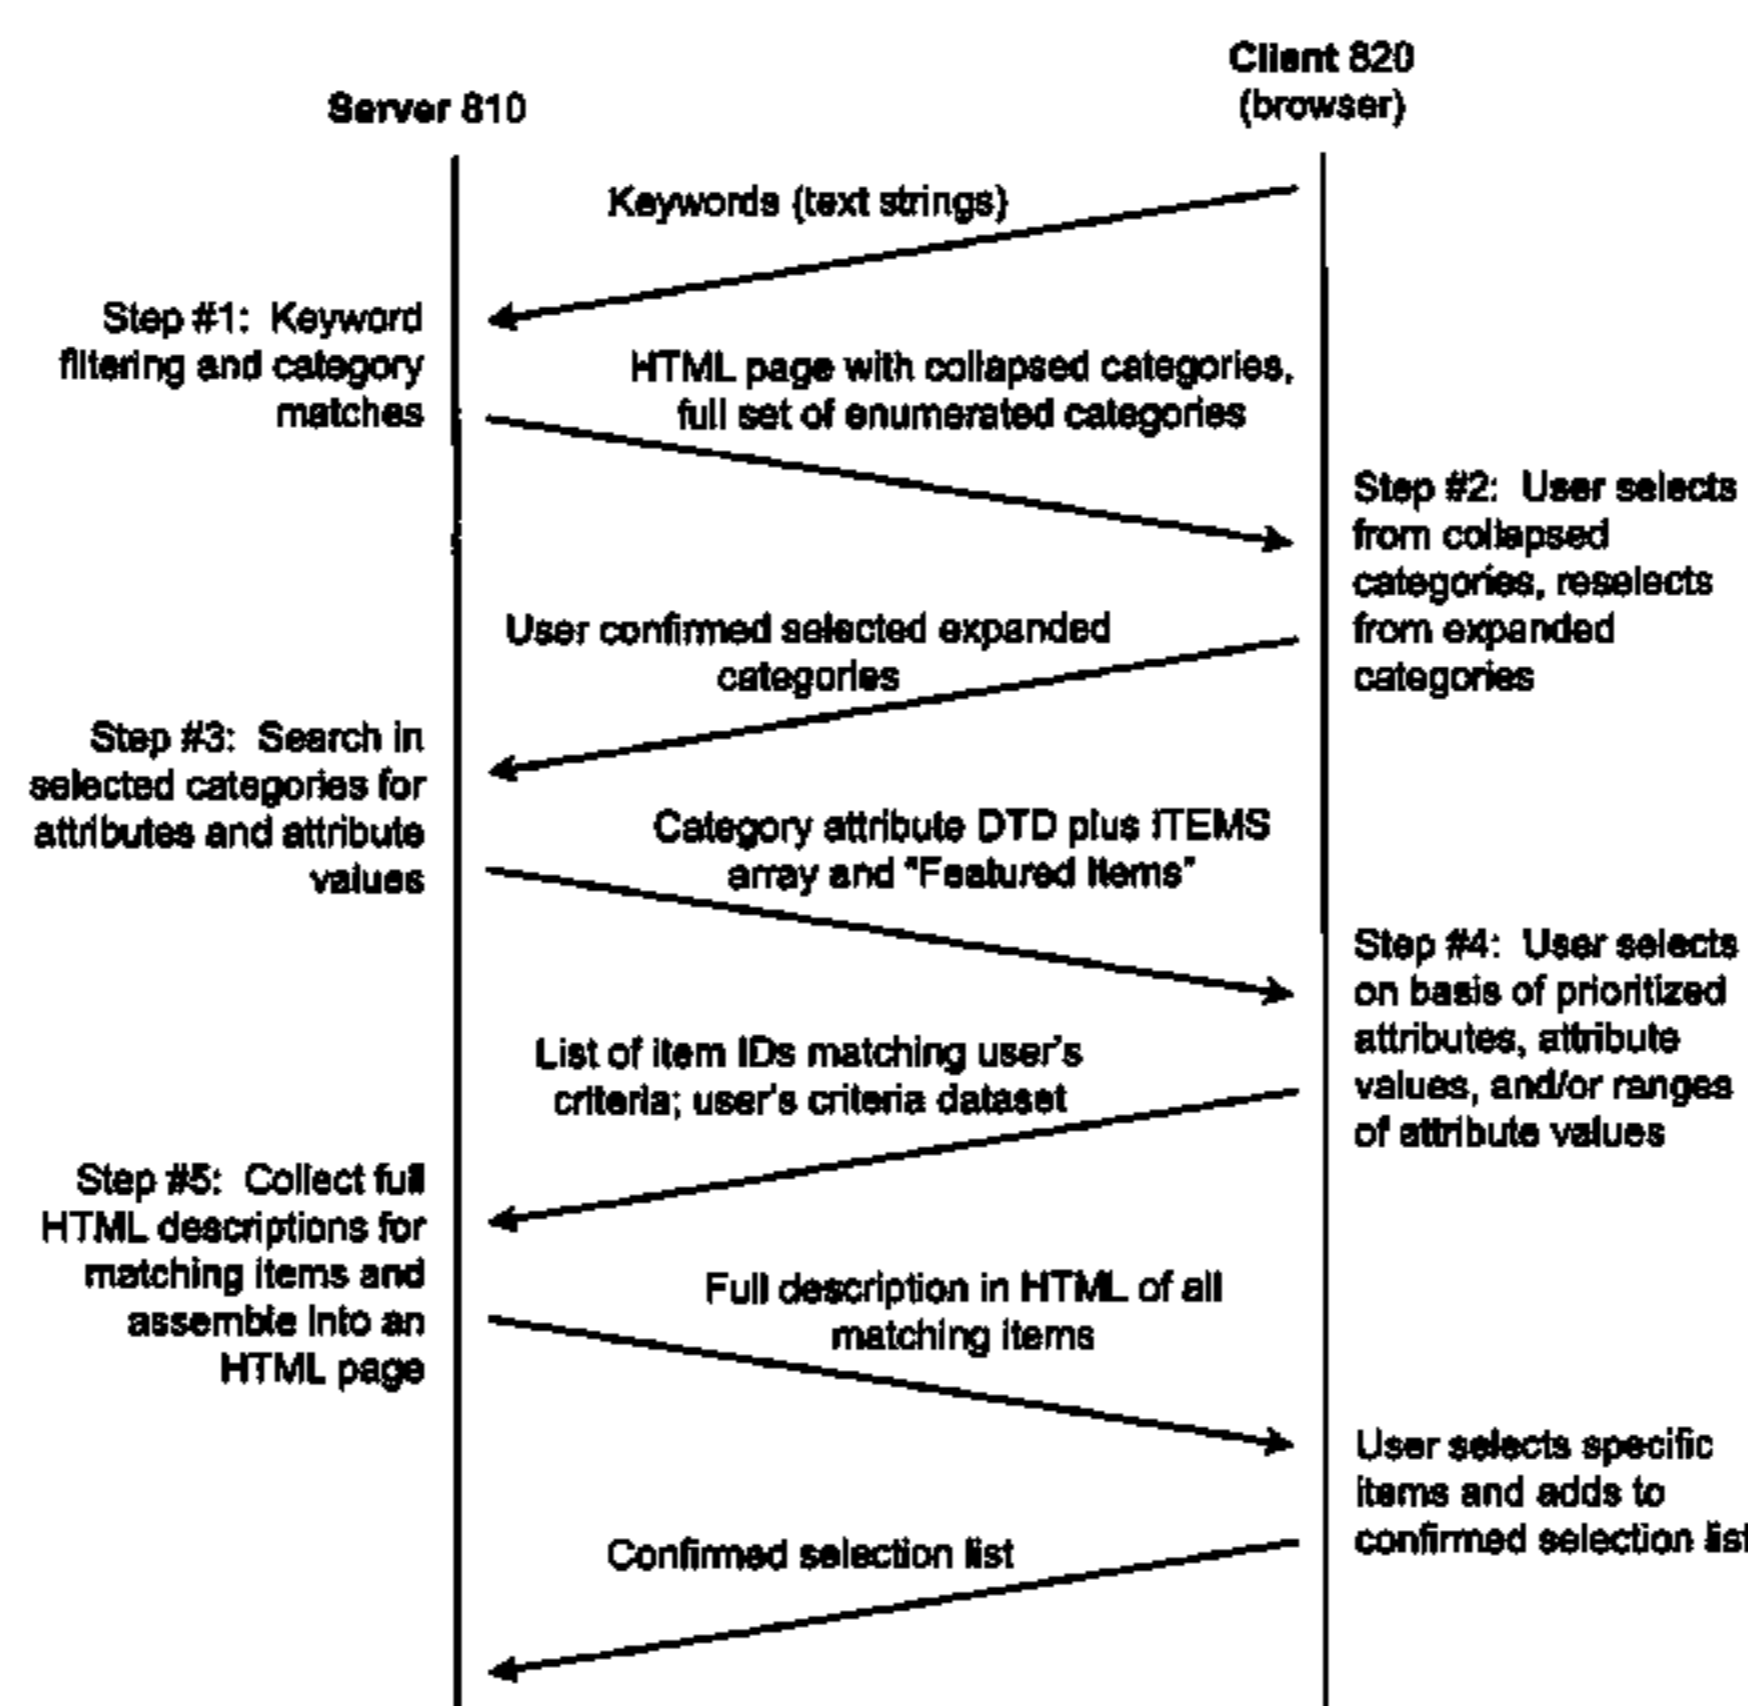 Client 820
(browser)
Server 810
Keywords (text strings)
Step #1: Keyword
filtering and category
matches
HTML page with collapsed categories,
full set of enumerated categories
Step #2: User selects
from collapsed
categories, reselects
from expanded
categories
User confirmed selected expanded
categories
Step #3: Search in
selected categories for
attributes and attribute
values
Category attribute DTD plus ITEMS
array and "Featured Items"
Step #4: User selects
on basis of prioritized
attributes, attribute
values, and/or ranges
of attribute values
List of item IDs matching user's
criteria; user's criteria dataset
Step #5: Collect full
HTML descriptions for
matching items and
assemble into an
HTML page
Full description in HTML of all
matching items
User selects specific
items and adds to
confirmed selection list
Confirmed selection list